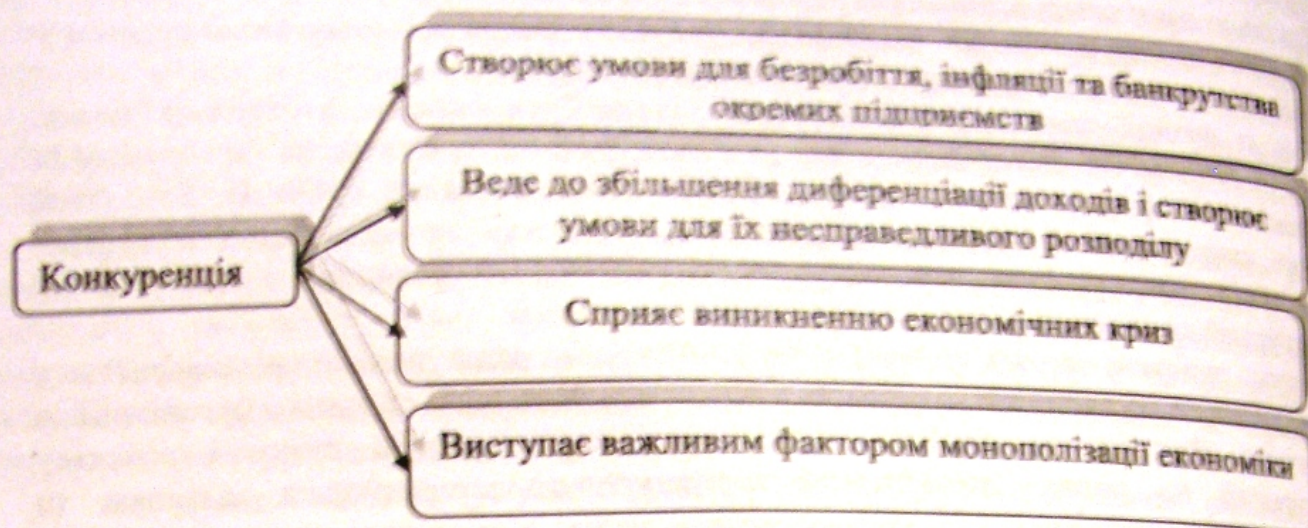 Створює умови для безробіття, інфляції та банкрутства
окремих підприємств
Веде до збільшення диференціації доходів і створює
умови для їх несправедливого розподілу
Конкуренція
Сприяє виникненню економічних криз
Виступає важливим фактором монополізації економіки